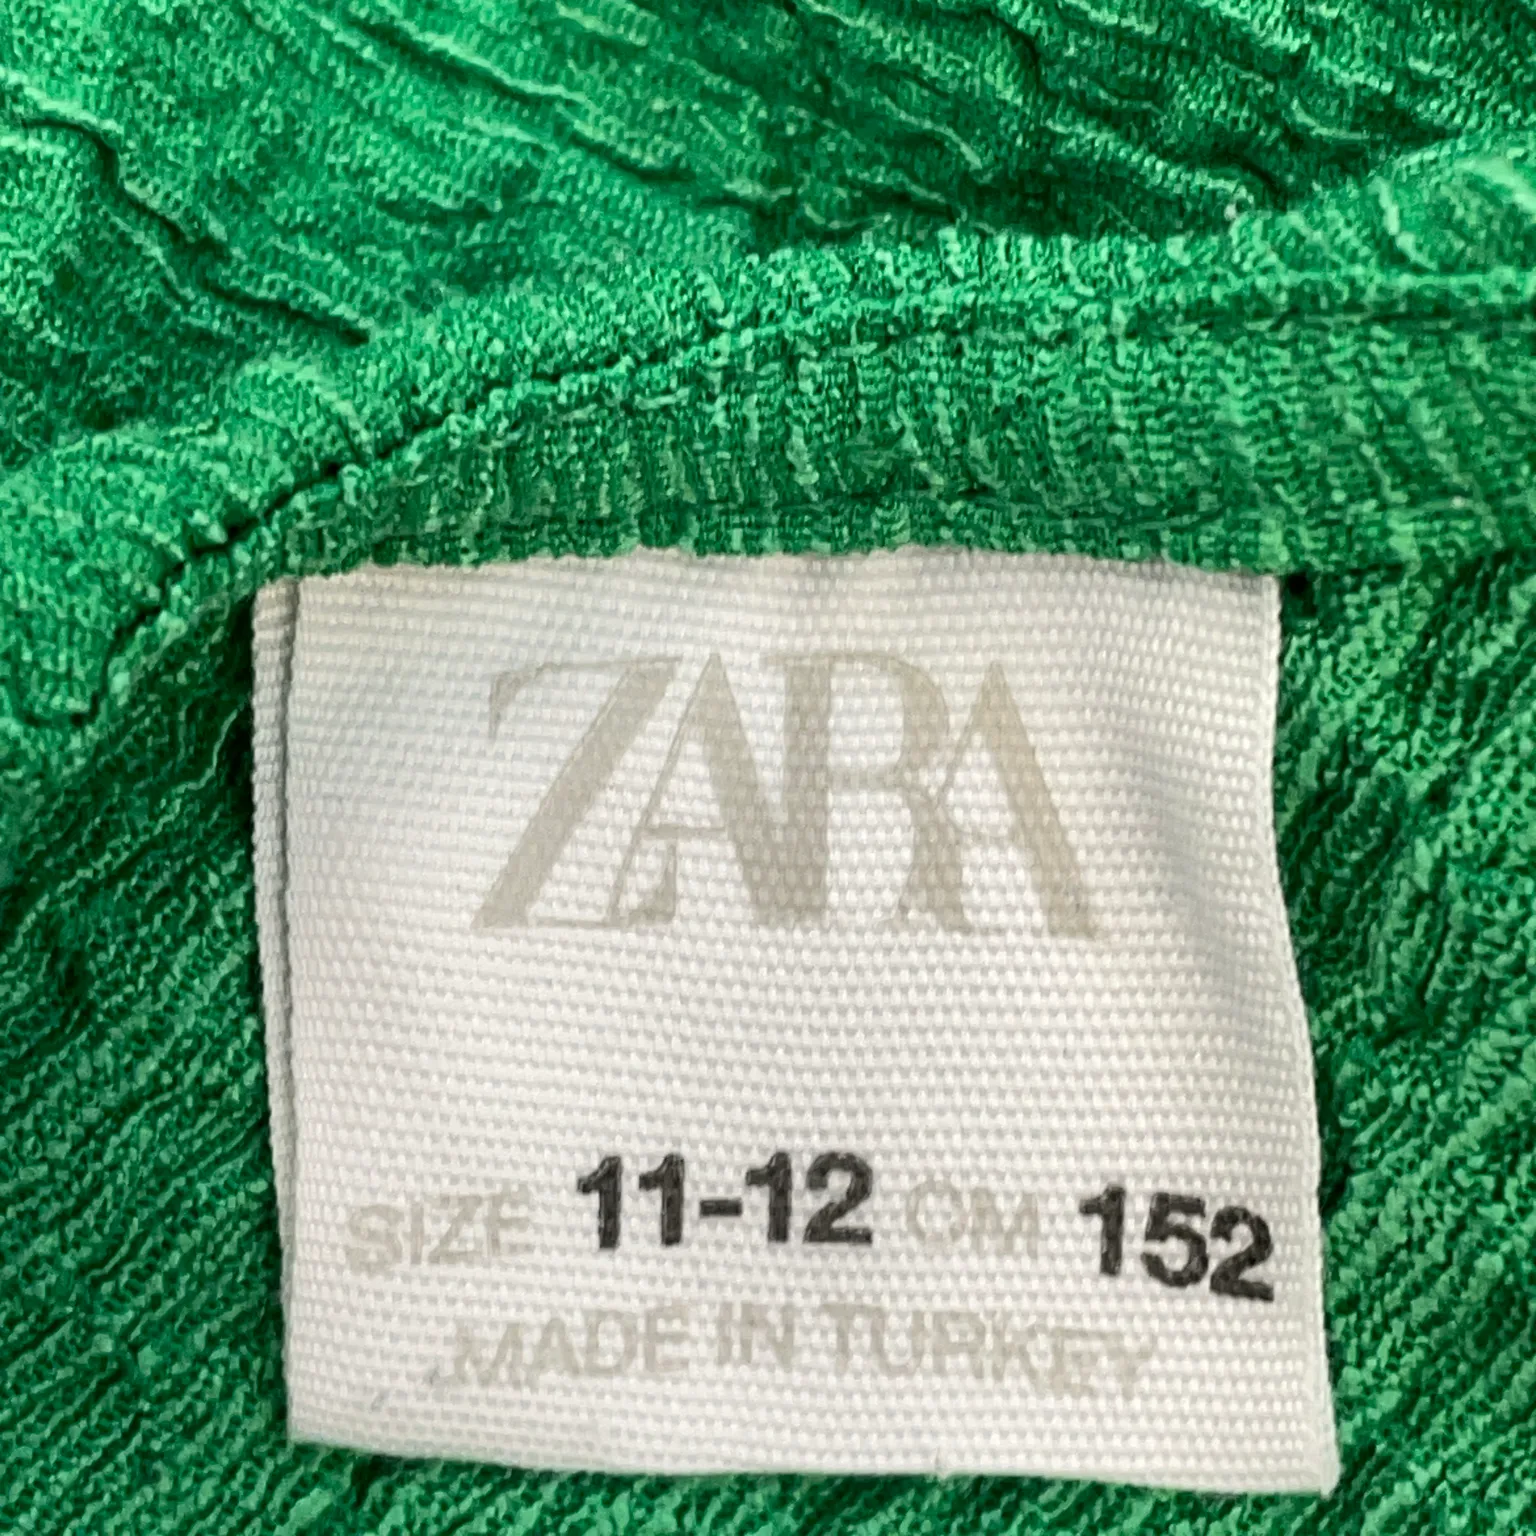 ZARA
SIZE 11-12 CM 152
MADE IN TURKEY